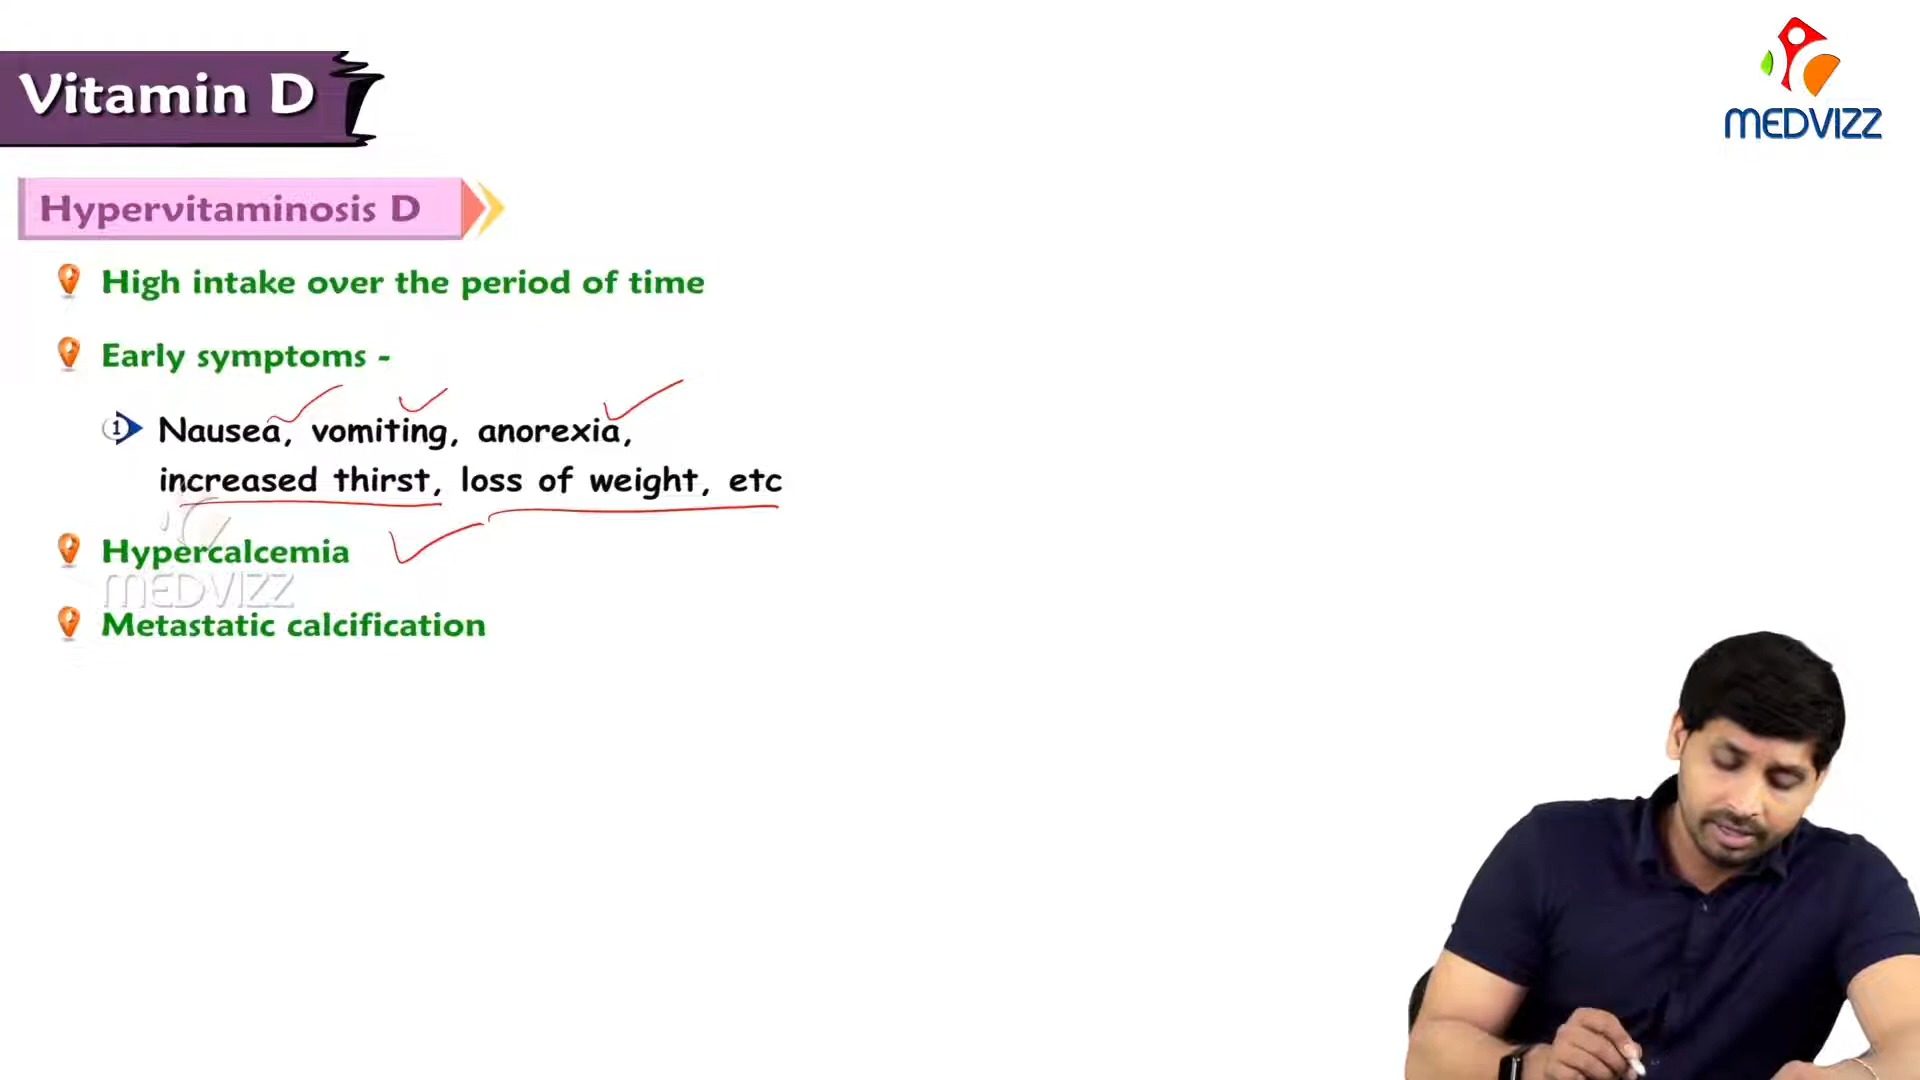 Vitamin D
MEDVIZZ
Hypervitaminosis D
High intake over the period of time
Early symptoms -
1 Nausea, vomiting, anorexia,
increased thirst, loss of weight, etc
Hypercalcemia
MEDVIZZ
Metastatic calcification